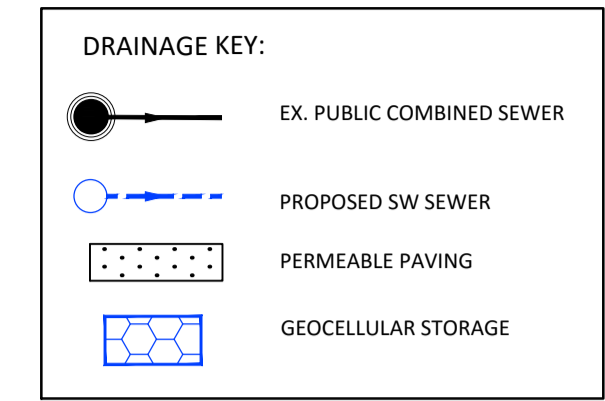 DRAINAGE KEY:
EX. PUBLIC COMBINED SEWER
PROPOSED SW SEWER
PERMEABLE PAVING
GEOCELLULAR STORAGE